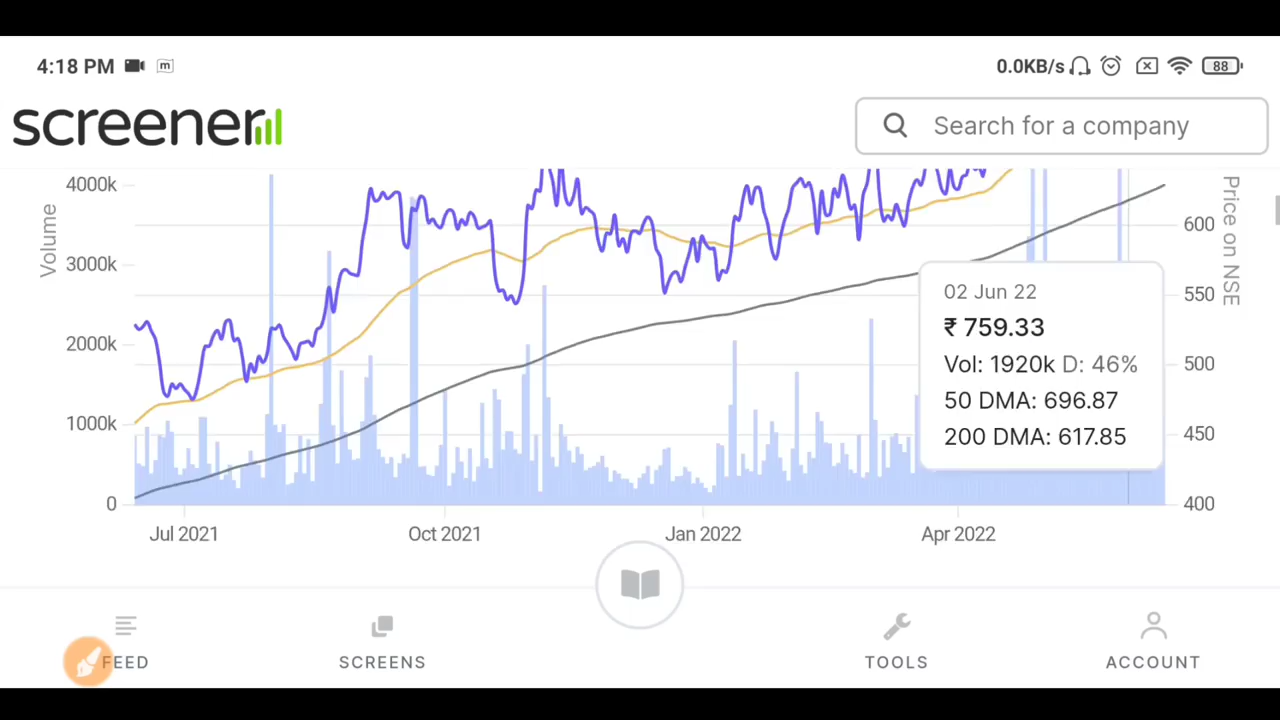 4:18 PM m 0.0KB/s 88
screener Search for a company
4000k
3000k
2000k
1000k
0
Volume
600
550
500
450
400
Price on NSE
02 Jun 22
₹ 759.33
Vol: 1920k D: 46%
50 DMA: 696.87
200 DMA: 617.85
Jul 2021 Oct 2021 Jan 2022 Apr 2022
FEED SCREENS TOOLS ACCOUNT